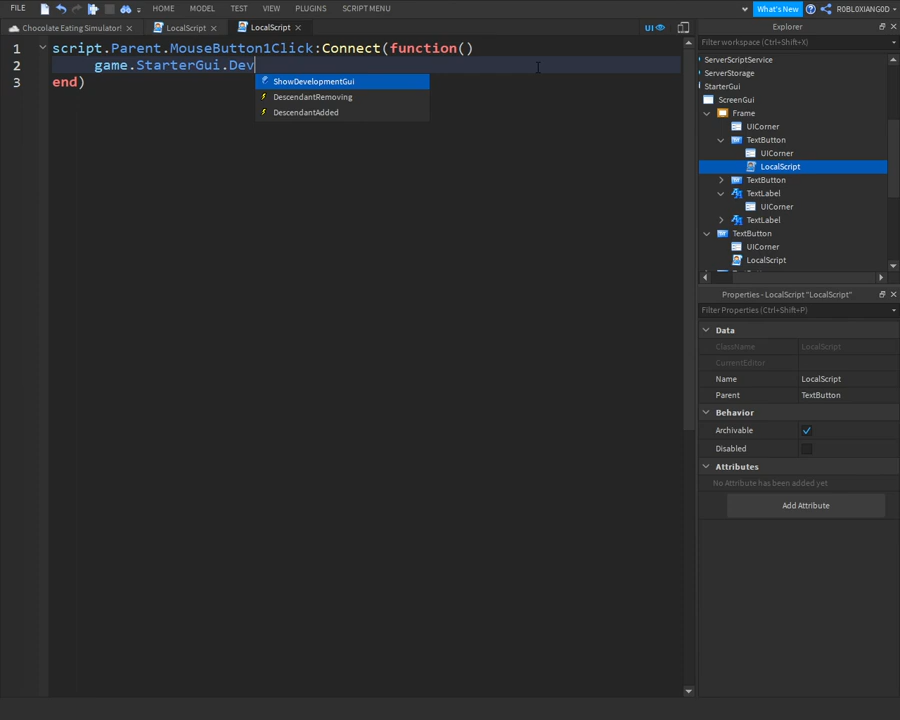 FILE
HOME
MODEL
TEST
VIEW
PLUGINS
SCRIPT MENU
What's New
R0BL0XIANG0D
Chocolate Eating Simulator!
LocalScript
LocalScript
UI
1 script.Parent.MouseButton1Click:Connect(function()
2 game.StarterGui.Dev
3 end)
ShowDevelopmentGui
DescendantRemoving
DescendantAdded
Explorer
Filter workspace (Ctrl+Shift+X)
ServerScriptService
ServerStorage
StarterGui
ScreenGui
Frame
UICorner
TextButton
UICorner
LocalScript
TextButton
TextLabel
UICorner
TextLabel
TextButton
UICorner
LocalScript
Properties - LocalScript "LocalScript"
Filter Properties (Ctrl+Shift+P)
Data
ClassName LocalScript
CurrentEditor
Name LocalScript
Parent TextButton
Behavior
Archivable
Disabled
Attributes
No Attribute has been added yet
Add Attribute